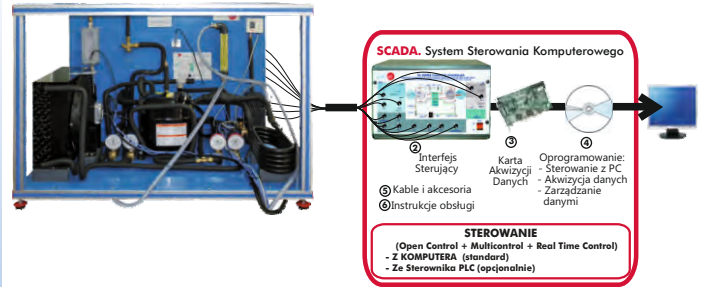 SCADA. System Sterowania Komputerowego
②
Interfejs
Sterujący
③
Karta
Akwizycji
Danych
④
Oprogramowanie:
- Sterowanie z PC
- Akwizycja danych
- Zarządzanie
danymi
⑤ Kable i akcesoria
⑥ Instrukcje obsługi
STEROWANIE
(Open Control + Multicontrol + Real Time Control)
- Z KOMPUTERA (standard)
- Ze Sterownika PLC (opcjonalnie)